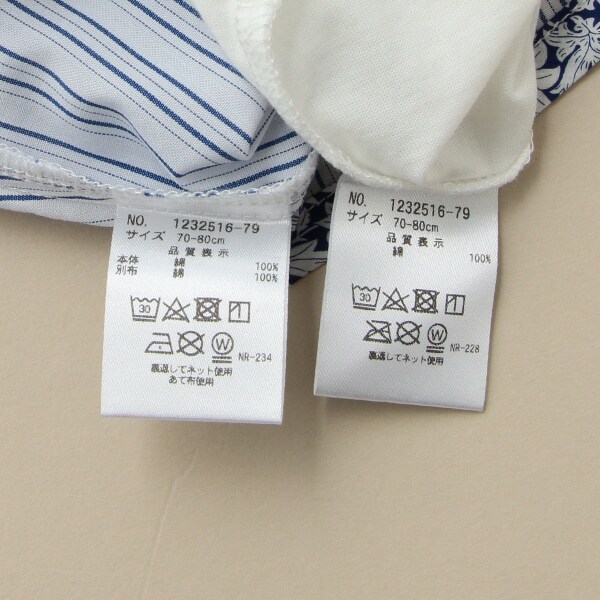 NO. 1232516-79
サイズ 70-80cm
品質表示
本体 綿 100%
別布 綿 100%
30
W
NR-234
裏返してネット使用
あて布使用
NO. 1232516-79
サイズ 70-80cm
品質表示
綿 100%
30
W
NR-228
裏返してネット使用